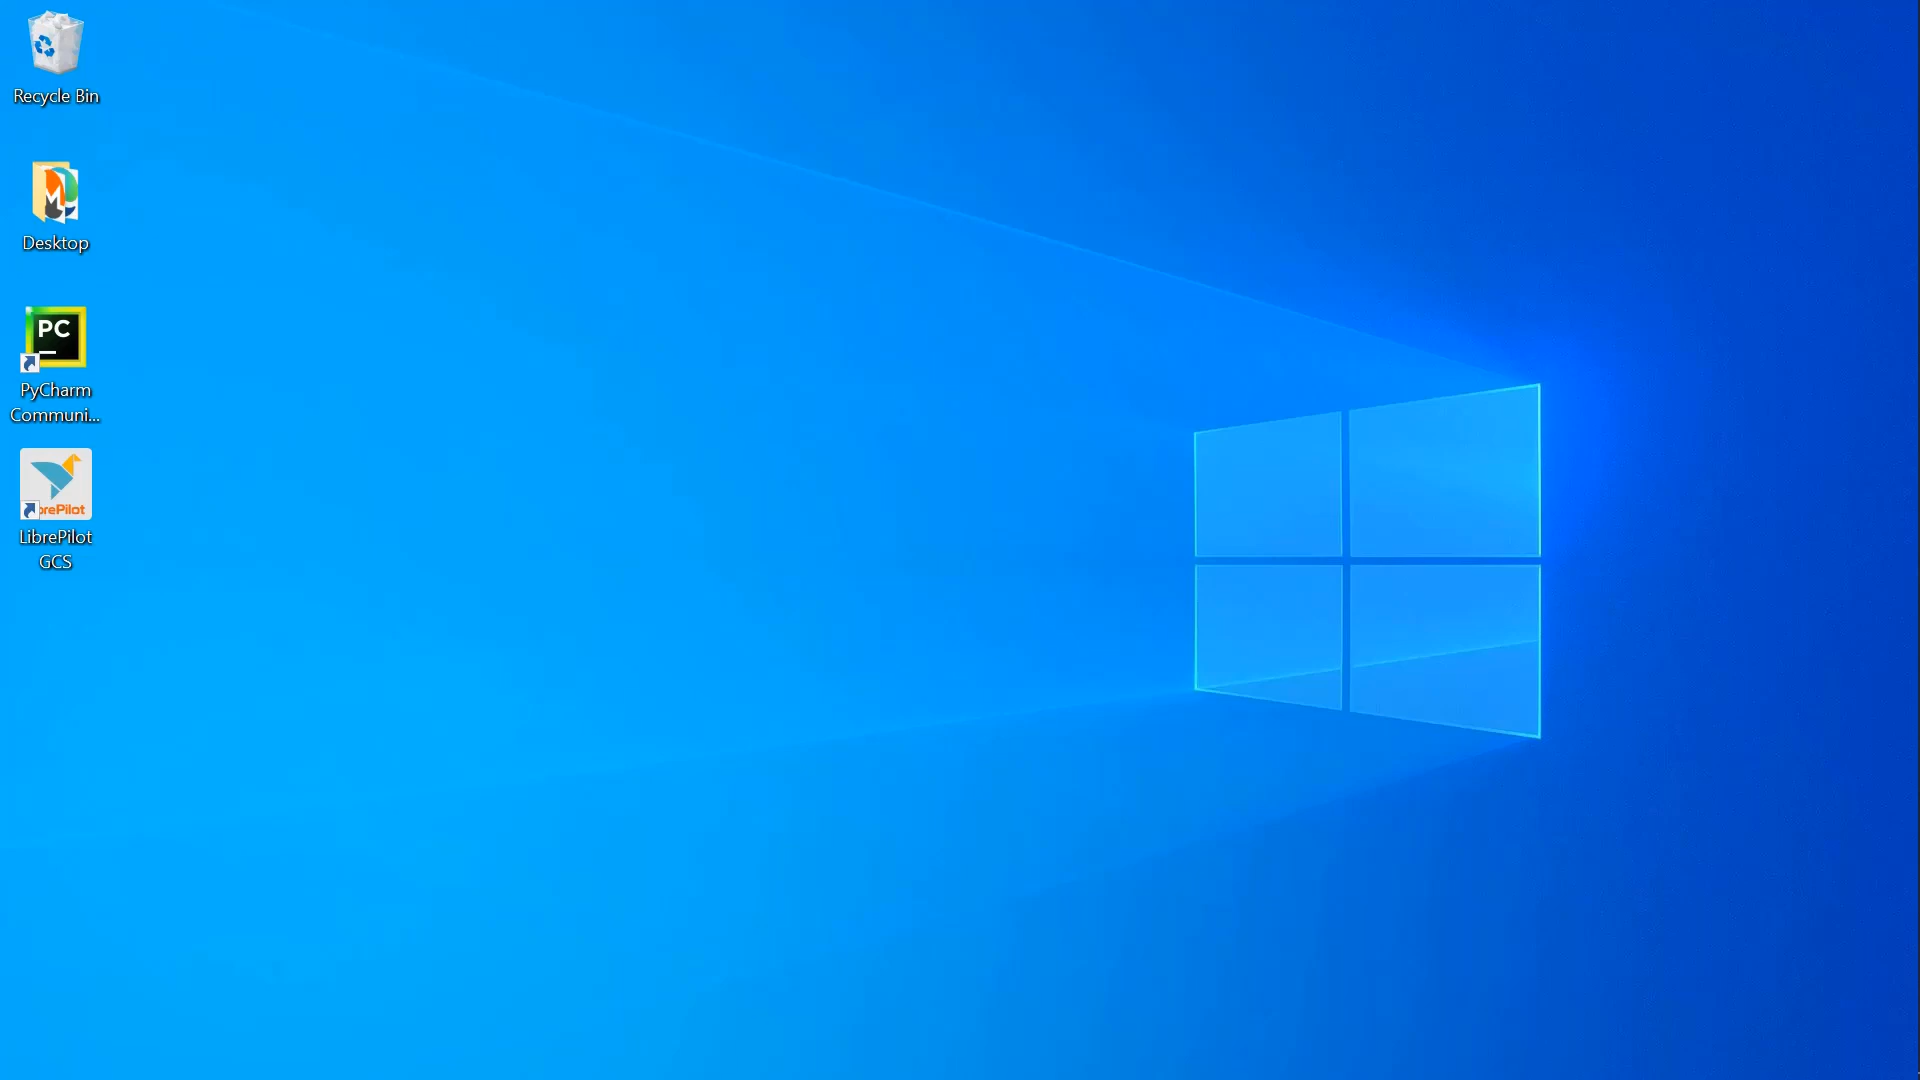 Recycle Bin
Desktop
PC
PyCharm
Communi...
brePilot
LibrePilot
GCS